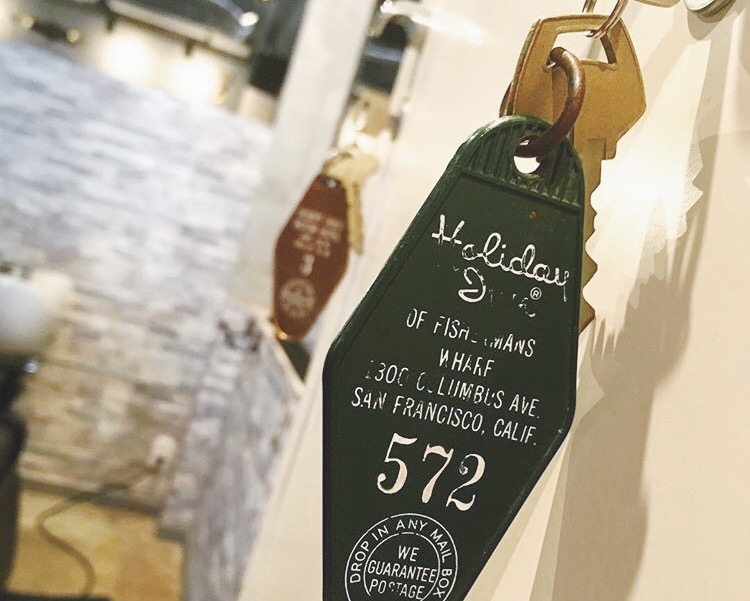 Holiday
Inn®
OF FISHERMANS
WHARF
1300 COLUMBUS AVE.
SAN FRANCISCO, CALIF.
572
DROP IN ANY MAIL BOX
WE
GUARANTEE
POSTAGE
3